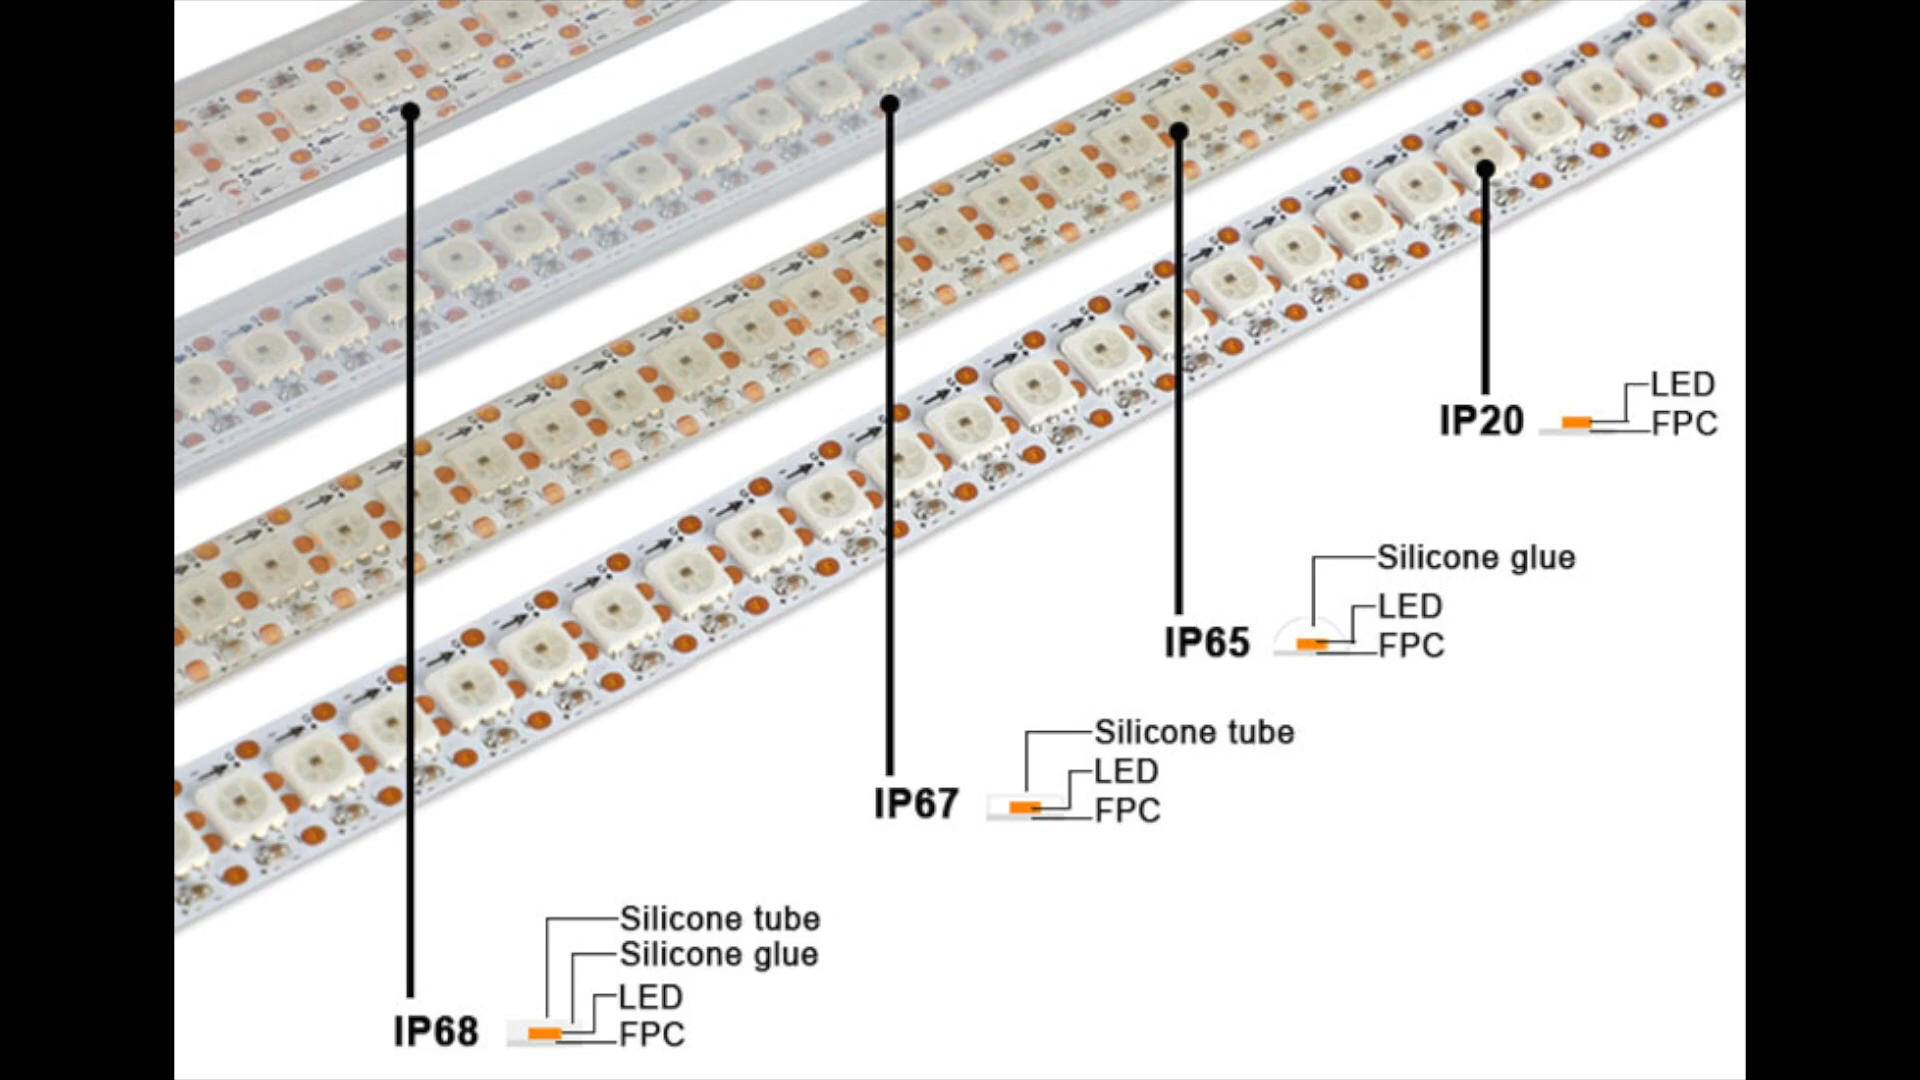 LED
IP20
FPC
Silicone glue
LED
IP65
FPC
Silicone tube
LED
IP67
FPC
Silicone tube
Silicone glue
LED
IP68
FPC